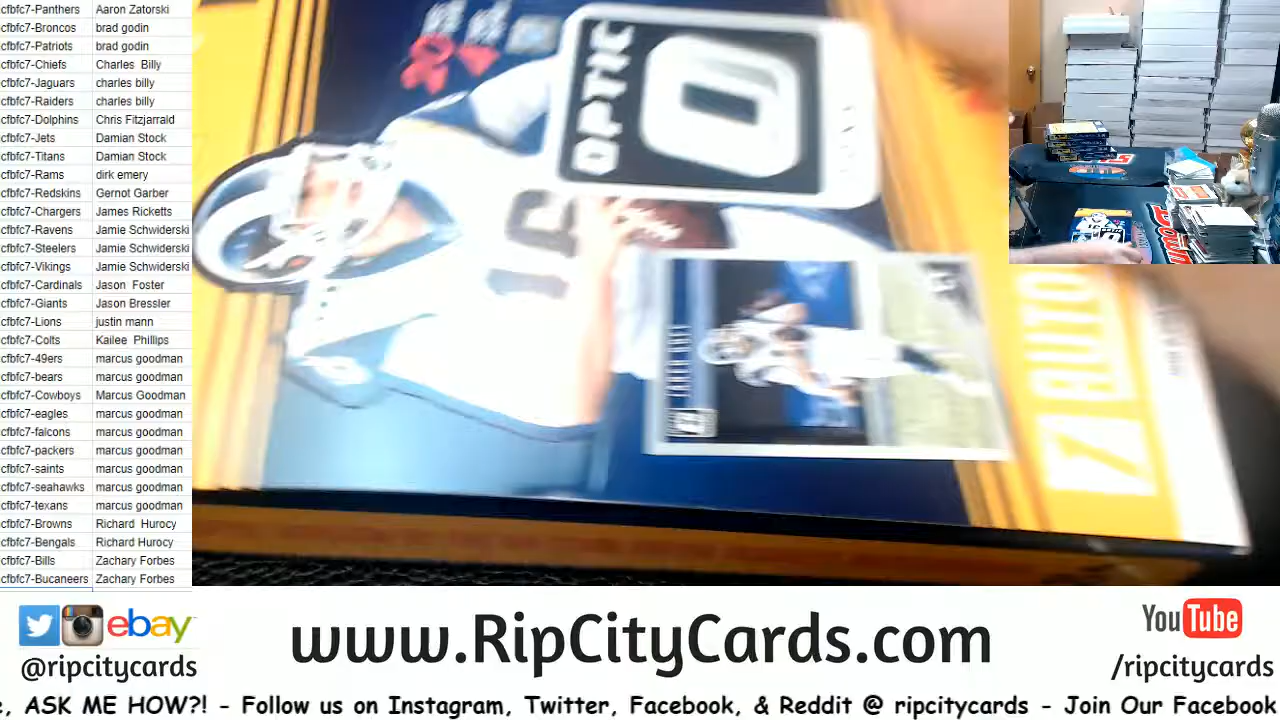 cfbfc7-Panthers Aaron Zatorski
cfbfc7-Broncos brad godin
cfbfc7-Patriots brad godin
cfbfc7-Chiefs Charles Billy
cfbfc7-Jaguars charles billy
cfbfc7-Raiders charles billy
cfbfc7-Dolphins Chris Fitzjarrald
cfbfc7-Jets Damian Stock
cfbfc7-Titans Damian Stock
cfbfc7-Rams dirk emery
cfbfc7-Redskins Gernot Garber
cfbfc7-Chargers James Ricketts
cfbfc7-Ravens Jamie Schwiderski
cfbfc7-Steelers Jamie Schwiderski
cfbfc7-Vikings Jamie Schwiderski
cfbfc7-Cardinals Jason Foster
cfbfc7-Giants Jason Bressler
cfbfc7-Lions justin mann
cfbfc7-Colts Kailee Phillips
cfbfc7-49ers marcus goodman
cfbfc7-bears marcus goodman
cfbfc7-Cowboys Marcus Goodman
cfbfc7-eagles marcus goodman
cfbfc7-falcons marcus goodman
cfbfc7-packers marcus goodman
cfbfc7-saints marcus goodman
cfbfc7-seahawks marcus goodman
cfbfc7-texans marcus goodman
cfbfc7-Browns Richard Hurocy
cfbfc7-Bengals Richard Hurocy
cfbfc7-Bills Zachary Forbes
cfbfc7-Bucaneers Zachary Forbes
OPTIC
16
AUTO
ebay
@ripcitycards
www.RipCityCards.com
YouTube
/ripcitycards
e, ASK ME HOW?! - Follow us on Instagram, Twitter, Facebook, & Reddit @ ripcitycards - Join Our Facebook